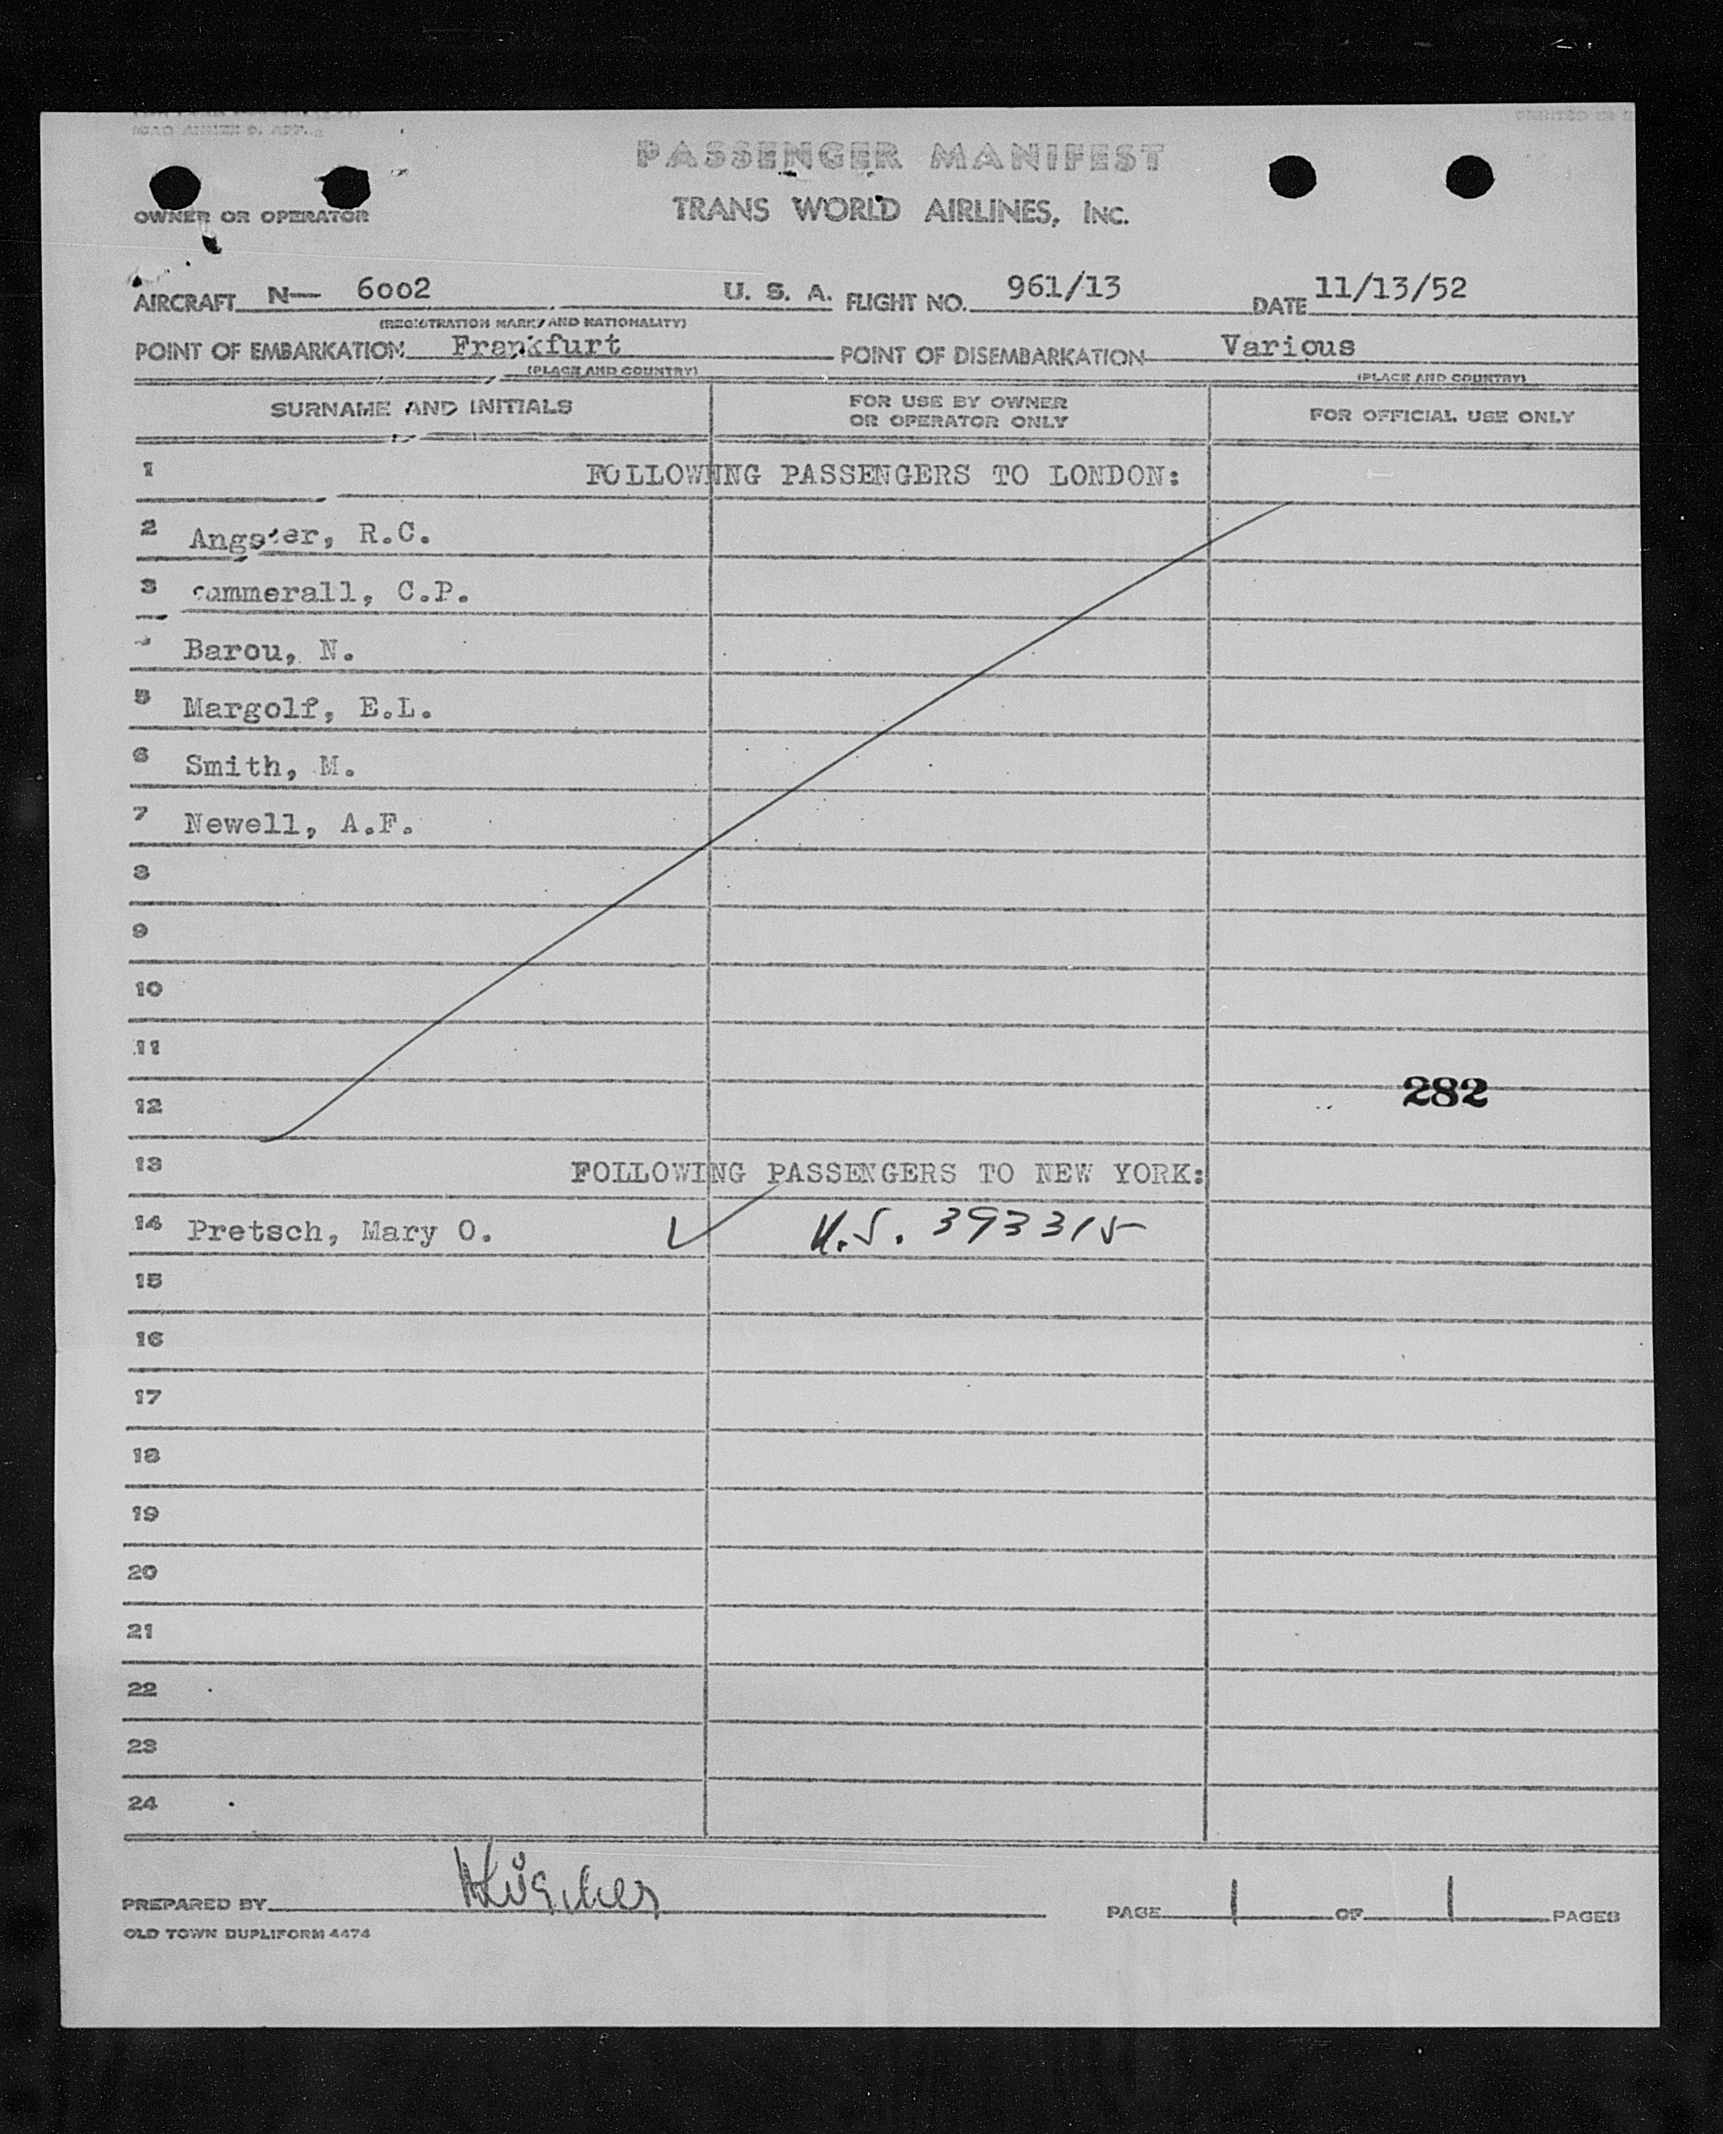 PASSENGER MANIFEST
OWNER OR OPERATOR TRANS WORLD AIRLINES, INC.
AIRCRAFT N— 6002 U. S. A. FLIGHT NO. 961/13 DATE 11/13/52
(REGISTRATION MARKS AND NATIONALITY)
POINT OF EMBARKATION Frankfurt POINT OF DISEMBARKATION Various
(PLACE AND COUNTRY) (PLACE AND COUNTRY)
SURNAME AND INITIALS FOR USE BY OWNER OR OPERATOR ONLY FOR OFFICIAL USE ONLY
1 FOLLOWING PASSENGERS TO LONDON:
2 Angster, R.C.
3 C.P.
Barou, N.
5 Margolf, E.L.
6 Smith, M.
7 Newell, A.F.
8
9
10
11
282
12
13 FOLLOWING PASSENGERS TO NEW YORK:
14 Pretsch, Mary O. U.S. 393315
15
16
17
18
19
20
21
22
23
24
PREPARED BY PAGE 1 OF 1 PAGES
OLD TOWN DUPLIFORM 4474